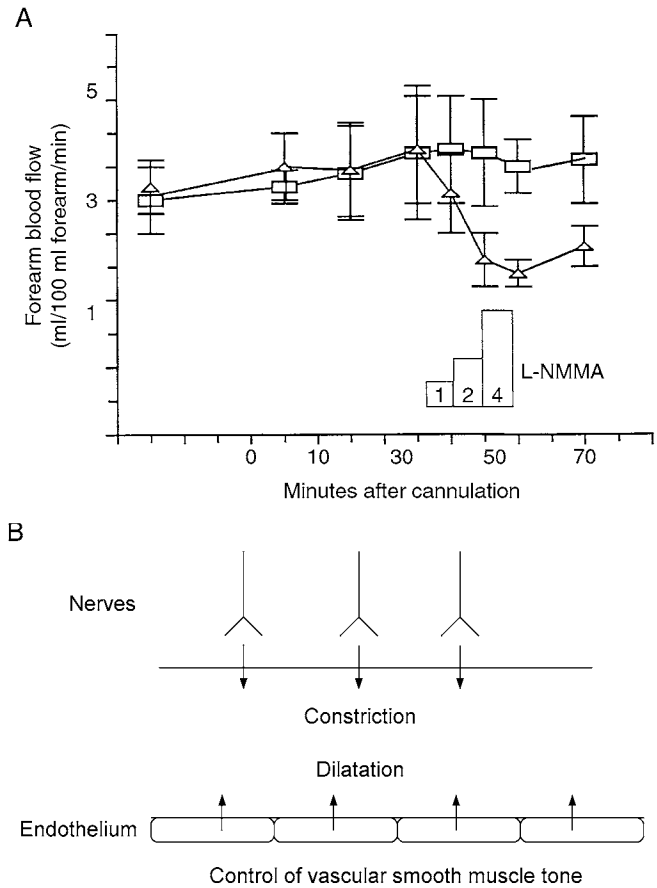 A
Forearm blood flow
(ml/100 ml forearm/min)
5
3
1
1
2
4
L-NMMA
0
10
30
50
70
Minutes after cannulation
B
Nerves
Constriction
Dilatation
Endothelium
Control of vascular smooth muscle tone